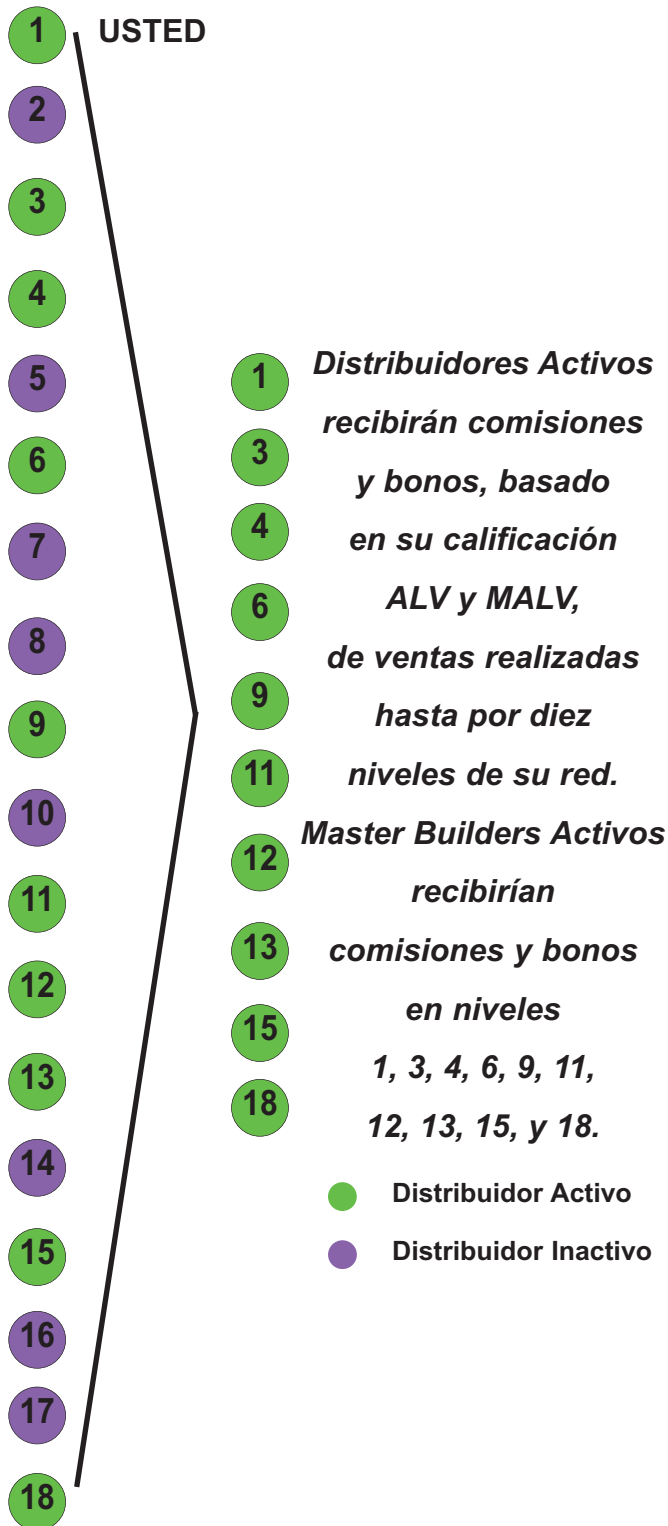 1 USTED
2
3
4
5
6
7
8
9
10
11
12
13
14
15
16
17
18
1
3
4
6
9
11
12
13
15
18
Distribuidores Activos
recibirán comisiones
y bonos, basado
en su calificación
ALV y MALV,
de ventas realizadas
hasta por diez
niveles de su red.
Master Builders Activos
recibirían
comisiones y bonos
en niveles
1, 3, 4, 6, 9, 11,
12, 13, 15, y 18.
Distribuidor Activo
Distribuidor Inactivo